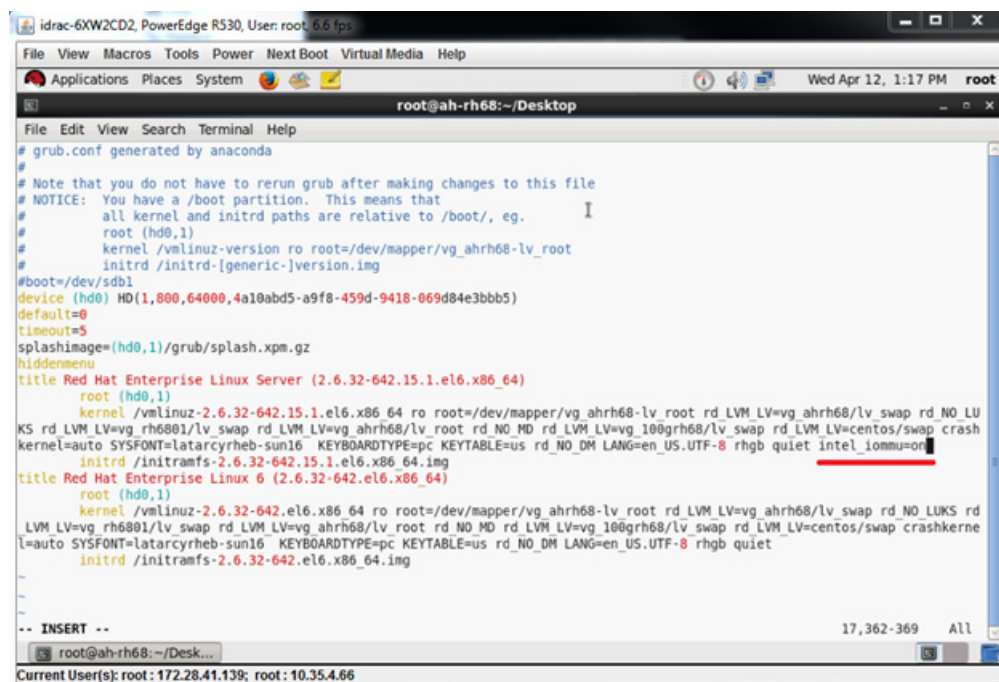 idrac-6XW2CD2, PowerEdge R530, User: root, 6.6 fps
File View Macros Tools Power Next Boot Virtual Media Help
Applications Places System Wed Apr 12, 1:17 PM root
root@ah-rh68:~/Desktop
File Edit View Search Terminal Help
# grub.conf generated by anaconda
#
# Note that you do not have to rerun grub after making changes to this file
# NOTICE:  You have a /boot partition.  This means that
#          all kernel and initrd paths are relative to /boot/, eg.
#          root (hd0,1)
#          kernel /vmlinuz-version ro root=/dev/mapper/vg_ahrh68-lv_root
#          initrd /initrd-[generic-]version.img
#boot=/dev/sdb1
device (hd0) HD(1,800,64000,4a10abd5-a9f8-459d-9418-069d84e3bbb5)
default=0
timeout=5
splashimage=(hd0,1)/grub/splash.xpm.gz
hiddenmenu
title Red Hat Enterprise Linux Server (2.6.32-642.15.1.el6.x86_64)
root (hd0,1)
kernel /vmlinuz-2.6.32-642.15.1.el6.x86_64 ro root=/dev/mapper/vg_ahrh68-lv_root rd_LVM_LV=vg_ahrh68/lv_swap rd_NO_LU
KS rd_LVM_LV=vg_rh6801/lv_swap rd_LVM_LV=vg_ahrh68/lv_root rd_NO_MD rd_LVM_LV=vg_100grh68/lv_swap rd_LVM_LV=centos/swap crash
kernel=auto SYSFONT=latarcyrheb-sun16  KEYBOARDTYPE=pc KEYTABLE=us rd_NO_DM LANG=en_US.UTF-8 rhgb quiet intel_iommu=on
initrd /initramfs-2.6.32-642.15.1.el6.x86_64.img
title Red Hat Enterprise Linux 6 (2.6.32-642.el6.x86_64)
root (hd0,1)
kernel /vmlinuz-2.6.32-642.el6.x86_64 ro root=/dev/mapper/vg_ahrh68-lv_root rd_LVM_LV=vg_ahrh68/lv_swap rd_NO_LUKS rd
_LVM_LV=vg_rh6801/lv_swap rd_LVM_LV=vg_ahrh68/lv_root rd_NO_MD rd_LVM_LV=vg_100grh68/lv_swap rd_LVM_LV=centos/swap crashkerne
l=auto SYSFONT=latarcyrheb-sun16  KEYBOARDTYPE=pc KEYTABLE=us rd_NO_DM LANG=en_US.UTF-8 rhgb quiet
initrd /initramfs-2.6.32-642.el6.x86_64.img
~
~
~
-- INSERT -- 17,362-369 All
root@ah-rh68:~/Desk...
Current User(s): root : 172.28.41.139; root : 10.35.4.66